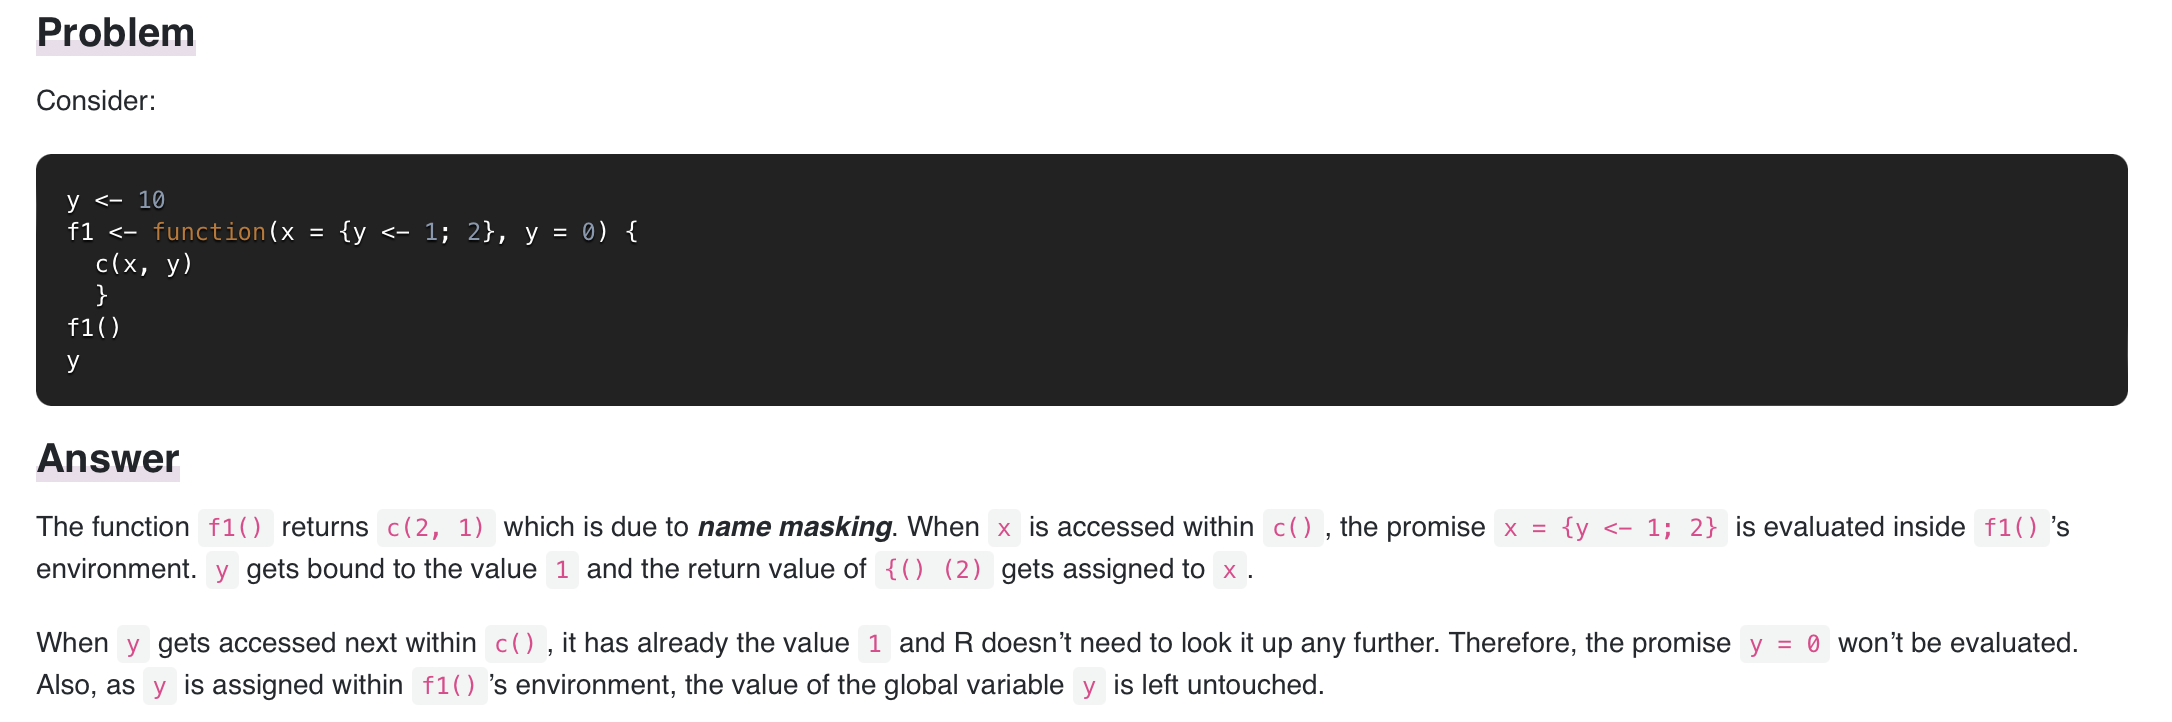 Problem
Consider:
y <- 10
f1 <- function(x = {y <- 1; 2}, y = 0) {
  c(x, y)
  }
f1()
y
Answer
The function f1() returns c(2, 1) which is due to name masking. When x is accessed within c(), the promise x = {y <- 1; 2} is evaluated inside f1()’s
environment. y gets bound to the value 1 and the return value of {() (2) gets assigned to x.
When y gets accessed next within c(), it has already the value 1 and R doesn’t need to look it up any further. Therefore, the promise y = 0 won’t be evaluated.
Also, as y is assigned within f1()’s environment, the value of the global variable y is left untouched.